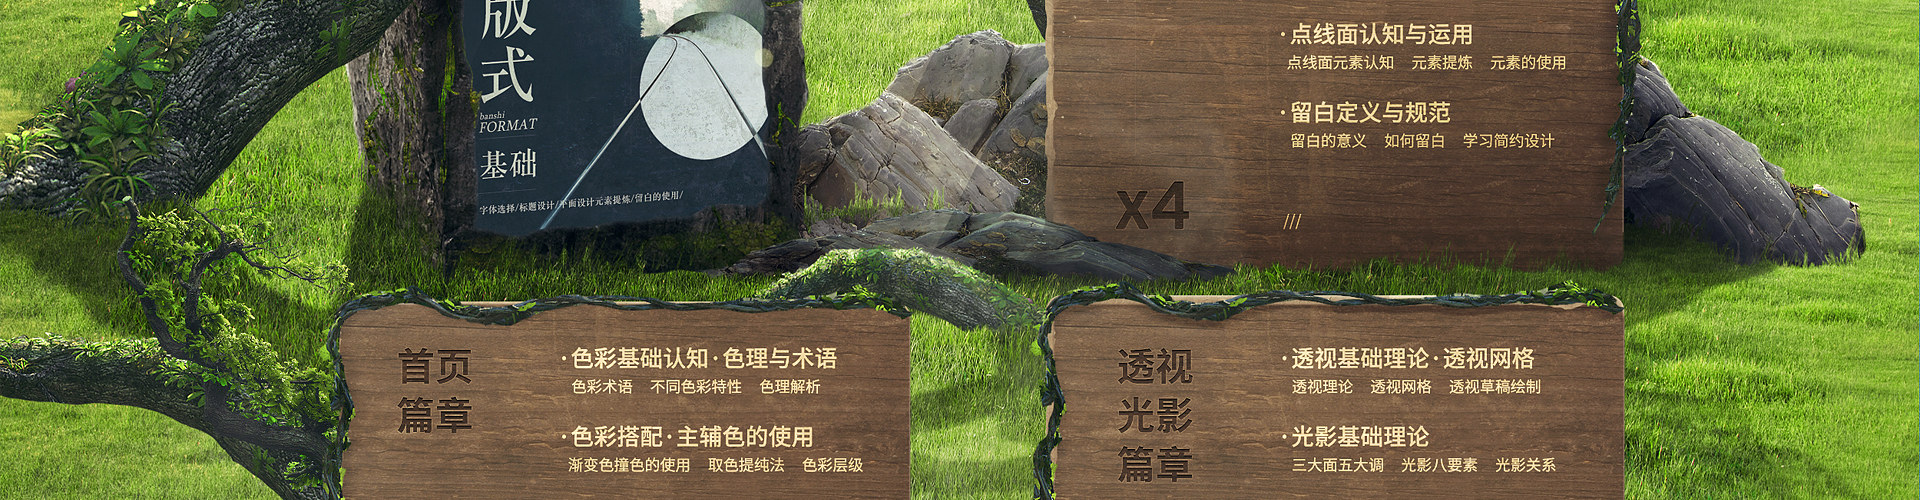 版
式
banshi
FORMAT
基础
字体选择/标题设计/平面设计元素提炼/留白的使用/
·点线面认知与运用
点线面元素认知 元素提炼 元素的使用
·留白定义与规范
留白的意义 如何留白 学习简约设计
x4
///
首页
篇章
·色彩基础认知·色理与术语
色彩术语 不同色彩特性 色理解析
·色彩搭配·主辅色的使用
渐变色撞色的使用 取色提纯法 色彩层级
透视
光影
篇章
·透视基础理论·透视网格
透视理论 透视网格 透视草稿绘制
·光影基础理论
三大面五大调 光影八要素 光影关系